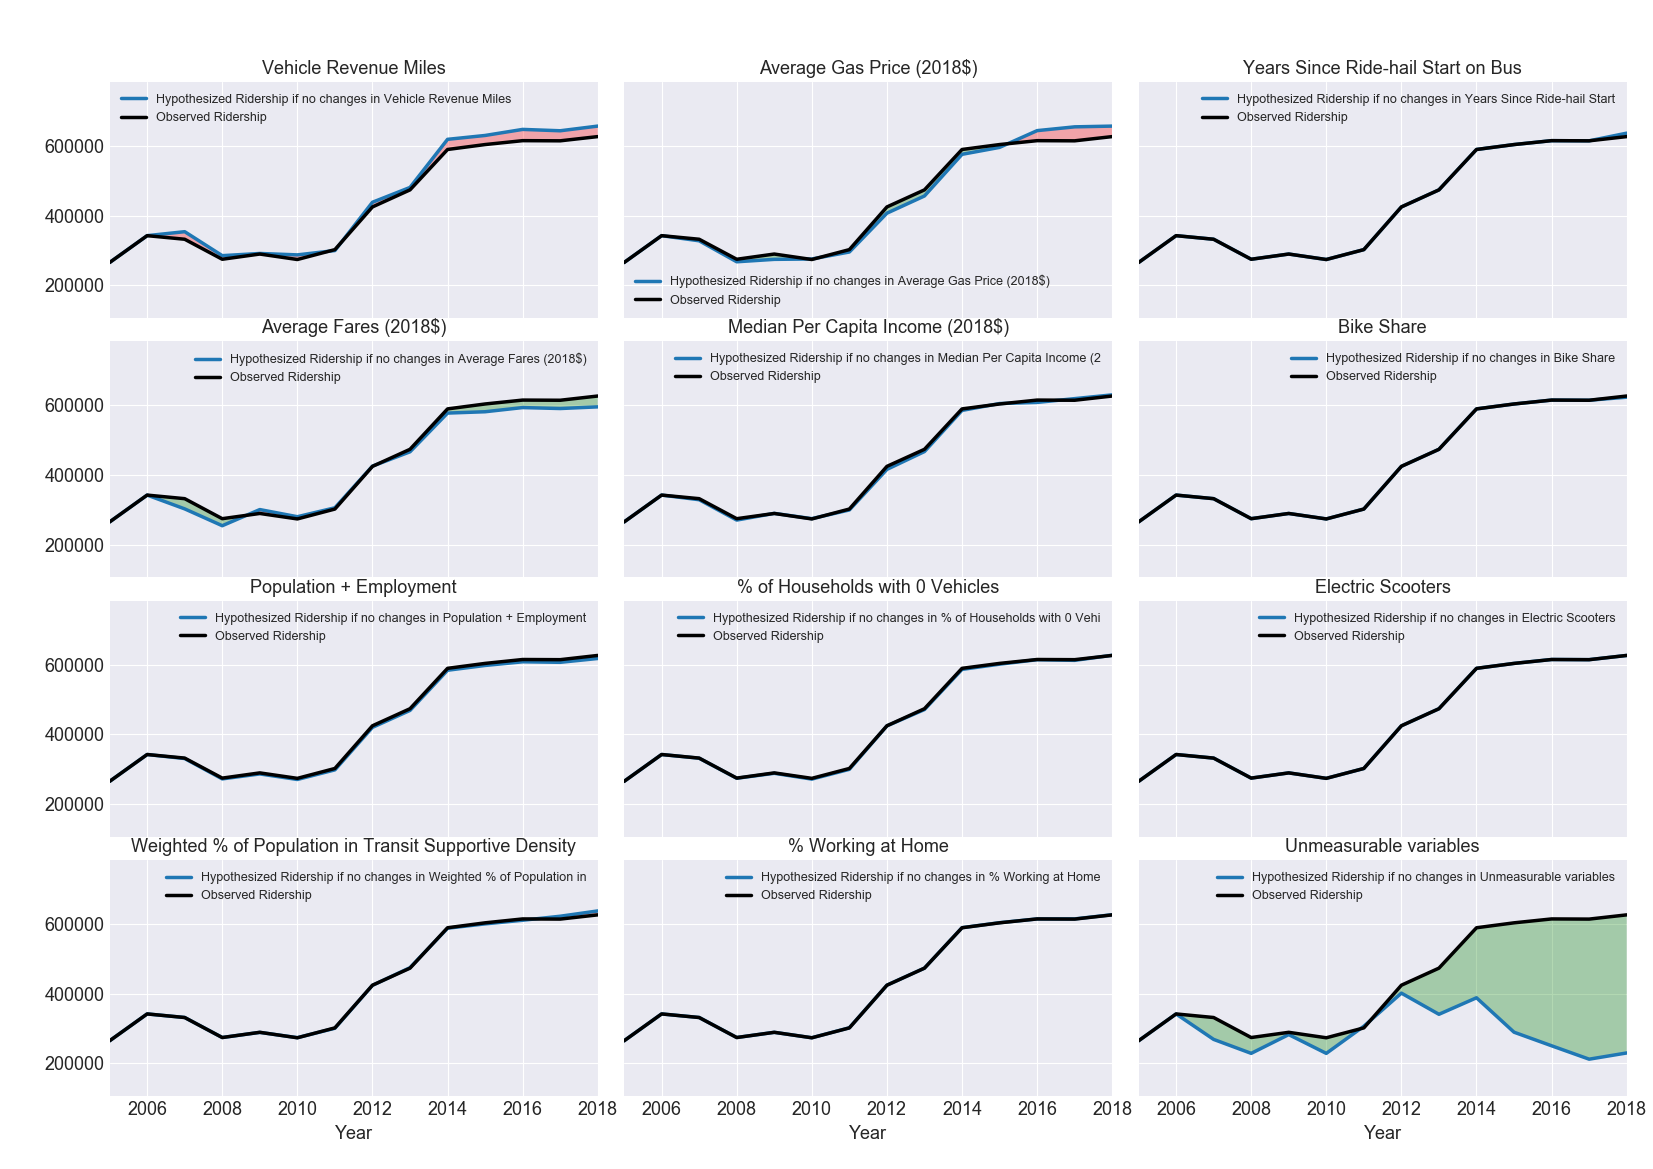 Vehicle Revenue Miles
Hypothesized Ridership if no changes in Vehicle Revenue Miles
Observed Ridership
600000
400000
200000
Average Gas Price (2018$)
Hypothesized Ridership if no changes in Average Gas Price (2018$)
Observed Ridership
Years Since Ride-hail Start on Bus
Hypothesized Ridership if no changes in Years Since Ride-hail Start
Observed Ridership
Average Fares (2018$)
Hypothesized Ridership if no changes in Average Fares (2018$)
Observed Ridership
600000
400000
200000
Median Per Capita Income (2018$)
Hypothesized Ridership if no changes in Median Per Capita Income (2
Observed Ridership
Bike Share
Hypothesized Ridership if no changes in Bike Share
Observed Ridership
Population + Employment
Hypothesized Ridership if no changes in Population + Employment
Observed Ridership
600000
400000
200000
% of Households with 0 Vehicles
Hypothesized Ridership if no changes in % of Households with 0 Vehi
Observed Ridership
Electric Scooters
Hypothesized Ridership if no changes in Electric Scooters
Observed Ridership
Weighted % of Population in Transit Supportive Density
Hypothesized Ridership if no changes in Weighted % of Population in
Observed Ridership
600000
400000
200000
2006 2008 2010 2012 2014 2016 2018
Year
% Working at Home
Hypothesized Ridership if no changes in % Working at Home
Observed Ridership
2006 2008 2010 2012 2014 2016 2018
Year
Unmeasurable variables
Hypothesized Ridership if no changes in Unmeasurable variables
Observed Ridership
2006 2008 2010 2012 2014 2016 2018
Year